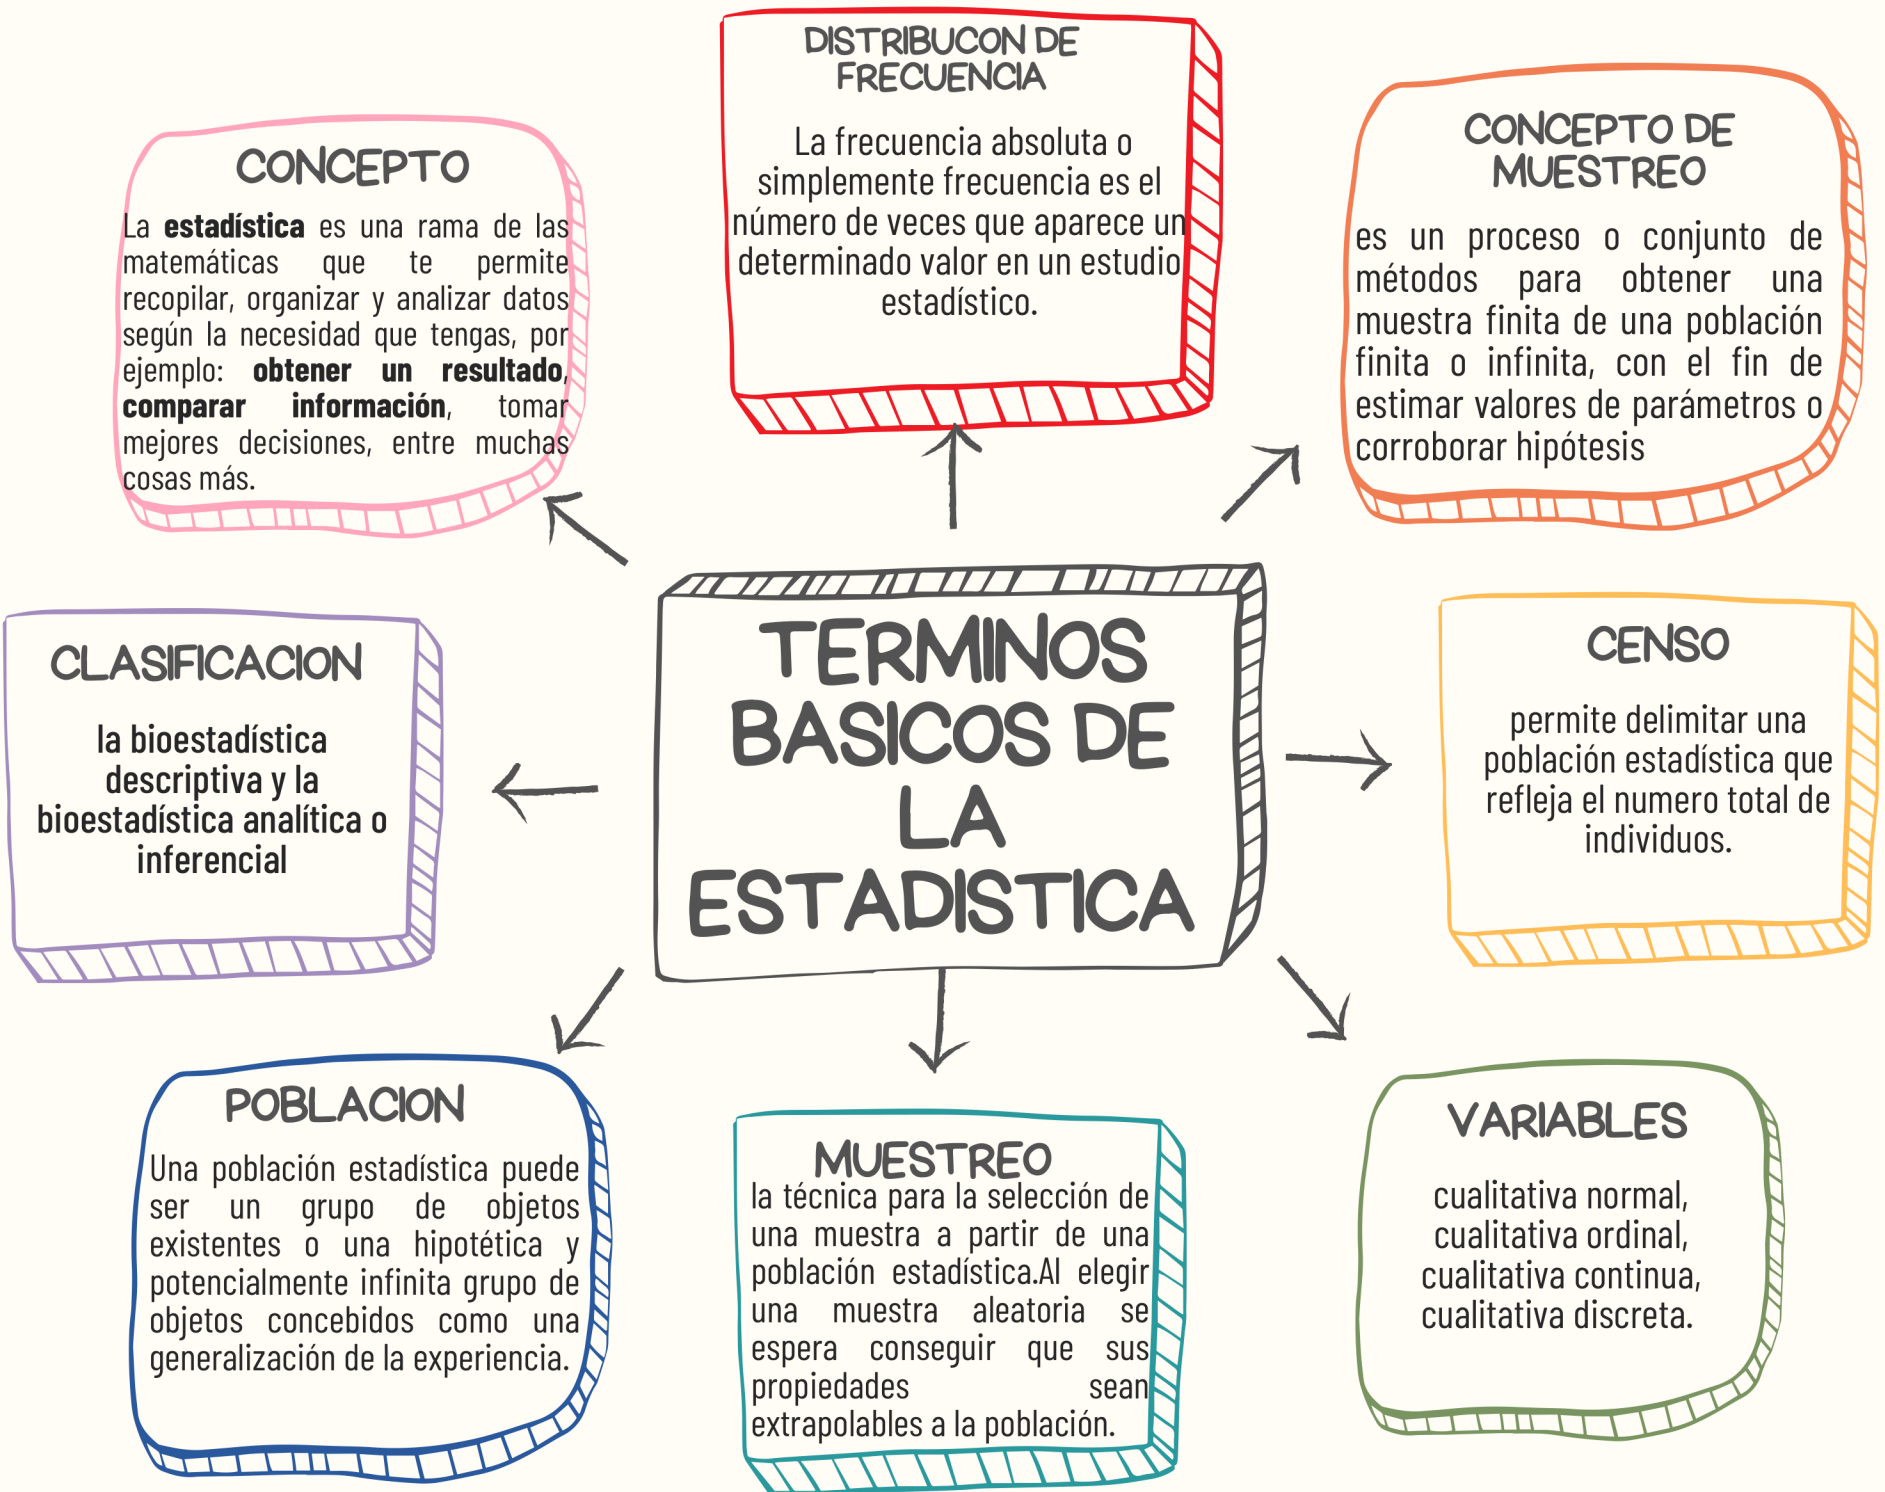 DISTRIBUCON DE
FRECUENCIA
La frecuencia absoluta o
simplemente frecuencia es el
número de veces que aparece un
determinado valor en un estudio
estadístico.
CONCEPTO
La estadística es una rama de las
matemáticas que te permite
recopilar, organizar y analizar datos
según la necesidad que tengas, por
ejemplo: obtener un resultado,
comparar información, tomar
mejores decisiones, entre muchas
cosas más.
CONCEPTO DE
MUESTREO
es un proceso o conjunto de
métodos para obtener una
muestra finita de una población
finita o infinita, con el fin de
estimar valores de parámetros o
corroborar hipótesis
CLASIFICACION
la bioestadística
descriptiva y la
bioestadística analítica o
inferencial
TERMINOS
BASICOS DE
LA
ESTADISTICA
CENSO
permite delimitar una
población estadística que
refleja el numero total de
individuos.
POBLACION
Una población estadística puede
ser un grupo de objetos
existentes o una hipotética y
potencialmente infinita grupo de
objetos concebidos como una
generalización de la experiencia.
MUESTREO
la técnica para la selección de
una muestra a partir de una
población estadística.Al elegir
una muestra aleatoria se
espera conseguir que sus
propiedades sean
extrapolables a la población.
VARIABLES
cualitativa normal,
cualitativa ordinal,
cualitativa continua,
cualitativa discreta.